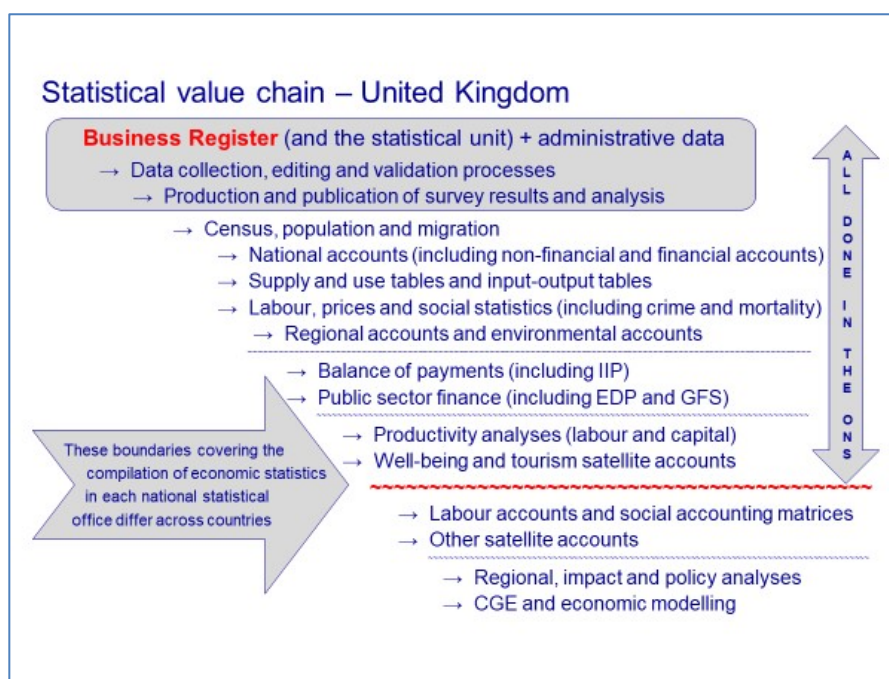 Statistical value chain – United Kingdom
Business Register (and the statistical unit) + administrative data
→ Data collection, editing and validation processes
→ Production and publication of survey results and analysis
→ Census, population and migration
→ National accounts (including non-financial and financial accounts)
→ Supply and use tables and input-output tables
→ Labour, prices and social statistics (including crime and mortality)
→ Regional accounts and environmental accounts
→ Balance of payments (including IIP)
→ Public sector finance (including EDP and GFS)
→ Productivity analyses (labour and capital)
→ Well-being and tourism satellite accounts
→ Labour accounts and social accounting matrices
→ Other satellite accounts
→ Regional, impact and policy analyses
→ CGE and economic modelling
These boundaries covering the
compilation of economic statistics
in each national statistical
office differ across countries
ALL DONE IN THE ONS